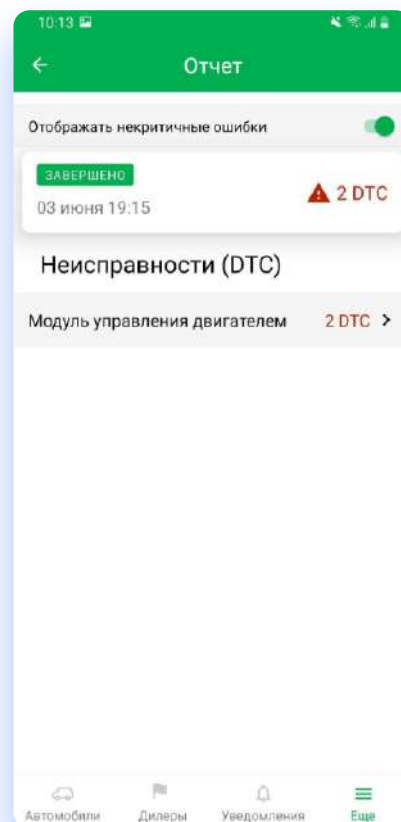 10:13
Отчет
Отображать некритичные ошибки
ЗАВЕРШЕНО
03 июня 19:15
2 DTC
Неисправности (DTC)
Модуль управления двигателем 2 DTC
Автомобили Дилеры Уведомления Еще